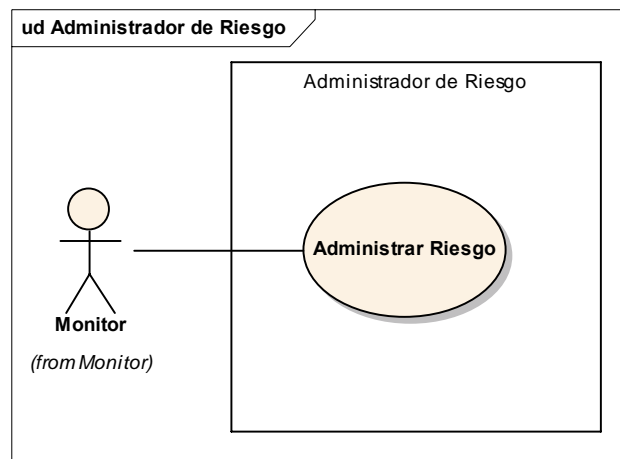 ud Administrador de Riesgo
Administrador de Riesgo
Administrar Riesgo
Monitor
(from Monitor)